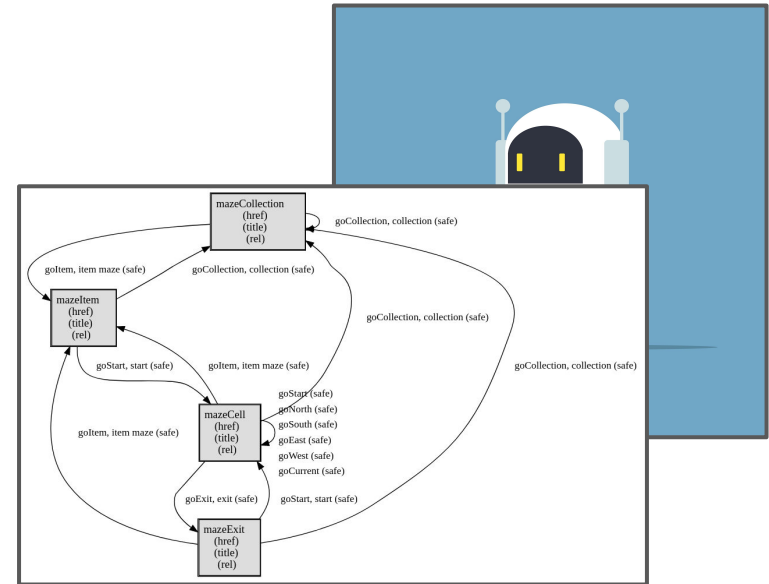 mazeCollection
(href)
(title)
(rel)
goCollection, collection (safe)
goItem, item maze (safe)
goCollection, collection (safe)
mazeItem
(href)
(title)
(rel)
goCollection, collection (safe)
goStart, start (safe)
goItem, item maze (safe)
goCollection, collection (safe)
goStart (safe)
goNorth (safe)
goSouth (safe)
goEast (safe)
goWest (safe)
goCurrent (safe)
mazeCell
(href)
(title)
(rel)
goItem, item maze (safe)
goExit, exit (safe)
goStart, start (safe)
mazeExit
(href)
(title)
(rel)